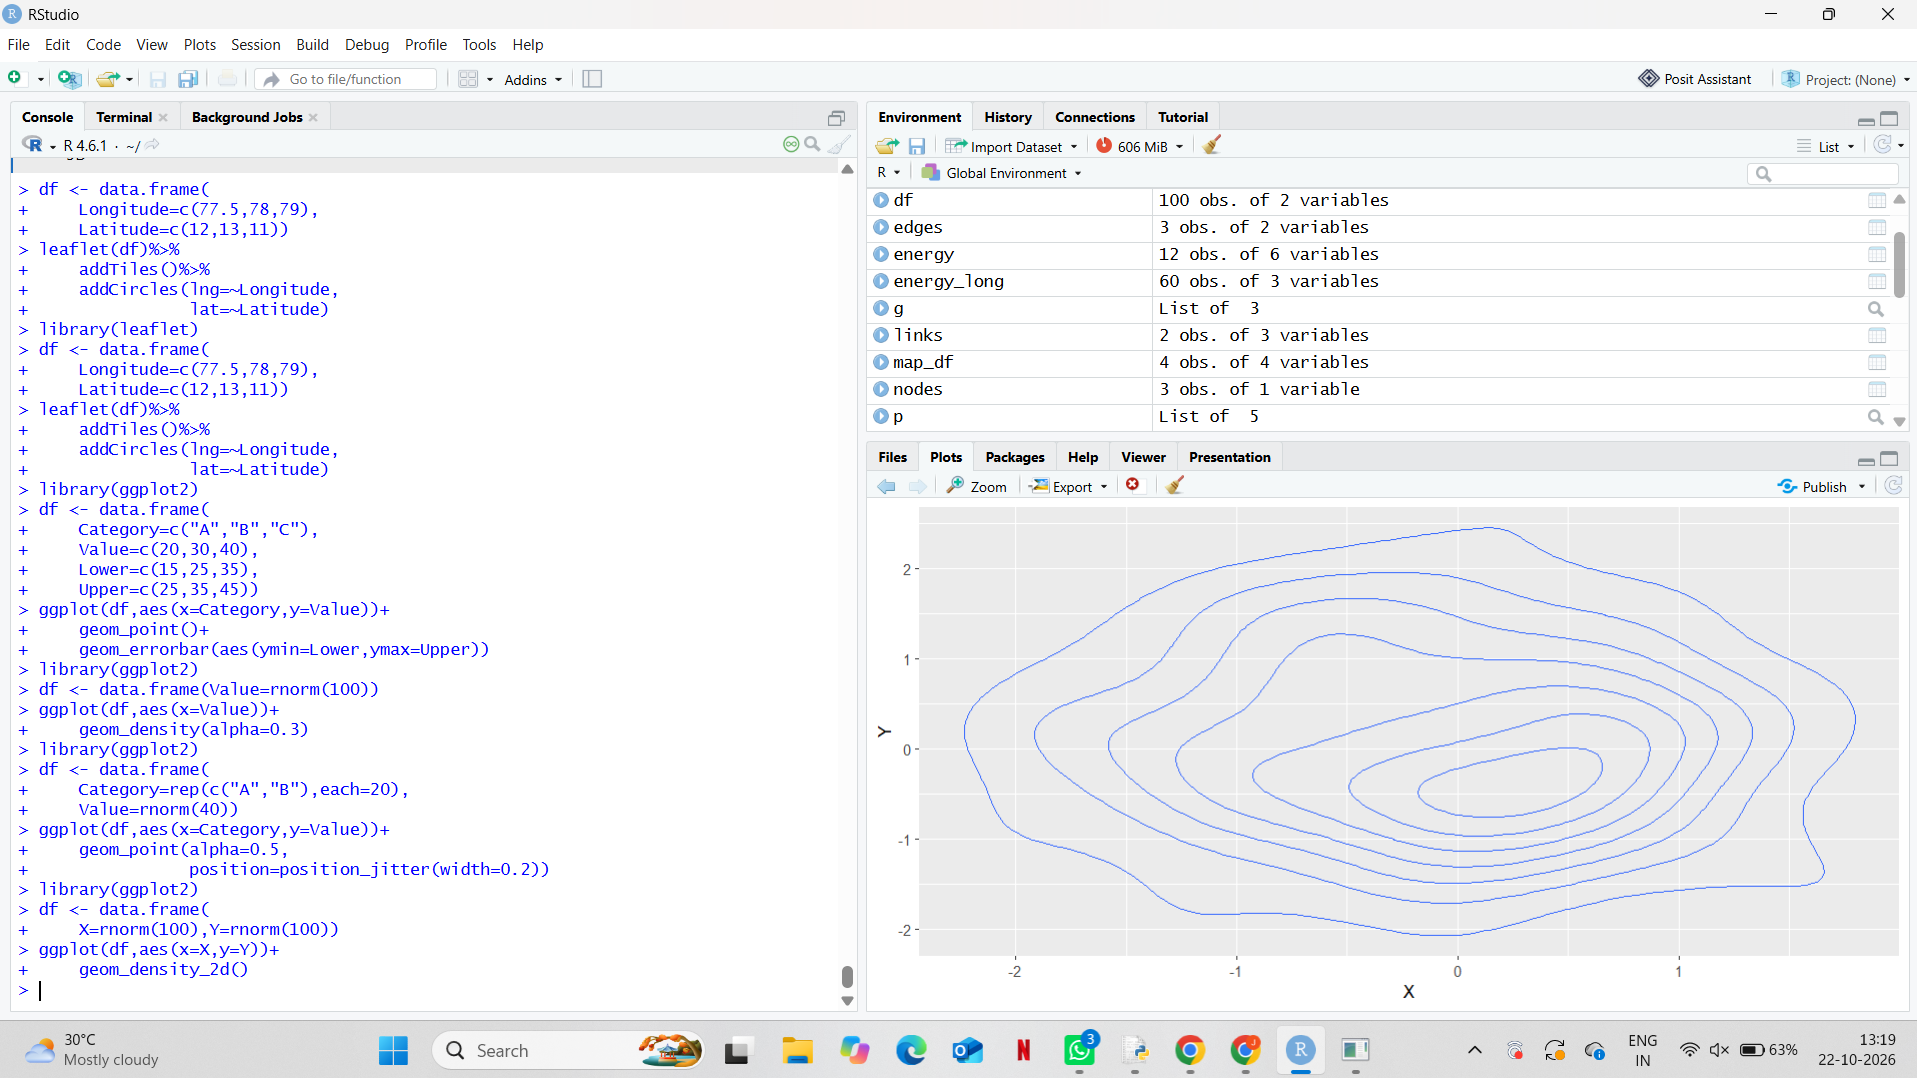 RStudio
File Edit Code View Plots Session Build Debug Profile Tools Help
Go to file/function Addins Posit Assistant Project: (None)
Console Terminal Background Jobs
R 4.6.1 · ~/
> df <- data.frame(
+     Longitude=c(77.5,78,79),
+     Latitude=c(12,13,11))
> leaflet(df)%>%
+     addTiles()%>%
+     addCircles(lng=~Longitude,
+                lat=~Latitude)
> library(leaflet)
> df <- data.frame(
+     Longitude=c(77.5,78,79),
+     Latitude=c(12,13,11))
> leaflet(df)%>%
+     addTiles()%>%
+     addCircles(lng=~Longitude,
+                lat=~Latitude)
> library(ggplot2)
> df <- data.frame(
+     Category=c("A","B","C"),
+     Value=c(20,30,40),
+     Lower=c(15,25,35),
+     Upper=c(25,35,45))
> ggplot(df,aes(x=Category,y=Value))+
+     geom_point()+
+     geom_errorbar(aes(ymin=Lower,ymax=Upper))
> library(ggplot2)
> df <- data.frame(Value=rnorm(100))
> ggplot(df,aes(x=Value))+
+     geom_density(alpha=0.3)
> library(ggplot2)
> df <- data.frame(
+     Category=rep(c("A","B"),each=20),
+     Value=rnorm(40))
> ggplot(df,aes(x=Category,y=Value))+
+     geom_point(alpha=0.5,
+                position=position_jitter(width=0.2))
> library(ggplot2)
> df <- data.frame(
+     X=rnorm(100),Y=rnorm(100))
> ggplot(df,aes(x=X,y=Y))+
+     geom_density_2d()
>
Environment History Connections Tutorial
Import Dataset 606 MiB List
R Global Environment
df 100 obs. of 2 variables
edges 3 obs. of 2 variables
energy 12 obs. of 6 variables
energy_long 60 obs. of 3 variables
g List of 3
links 2 obs. of 3 variables
map_df 4 obs. of 4 variables
nodes 3 obs. of 1 variable
p List of 5
Files Plots Packages Help Viewer Presentation
Zoom Export Publish
2
1
0
-1
-2
Y
-2 -1 0 1
X
30°C
Mostly cloudy
Search
3
ENG
IN
63%
13:19
22-10-2026